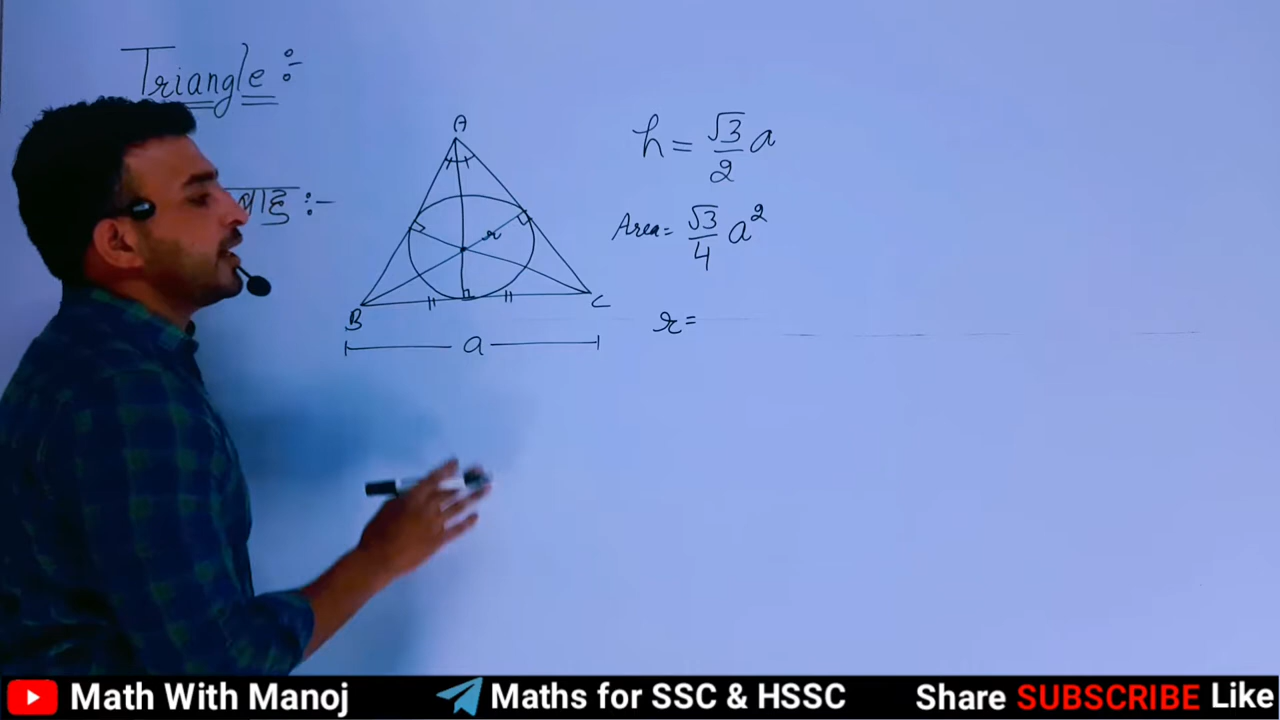 Triangle :-
A
h = √3/2 a
Area = √3/4 a²
r
B
C
r =
a
Math With Manoj
Maths for SSC & HSSC
Share SUBSCRIBE Like